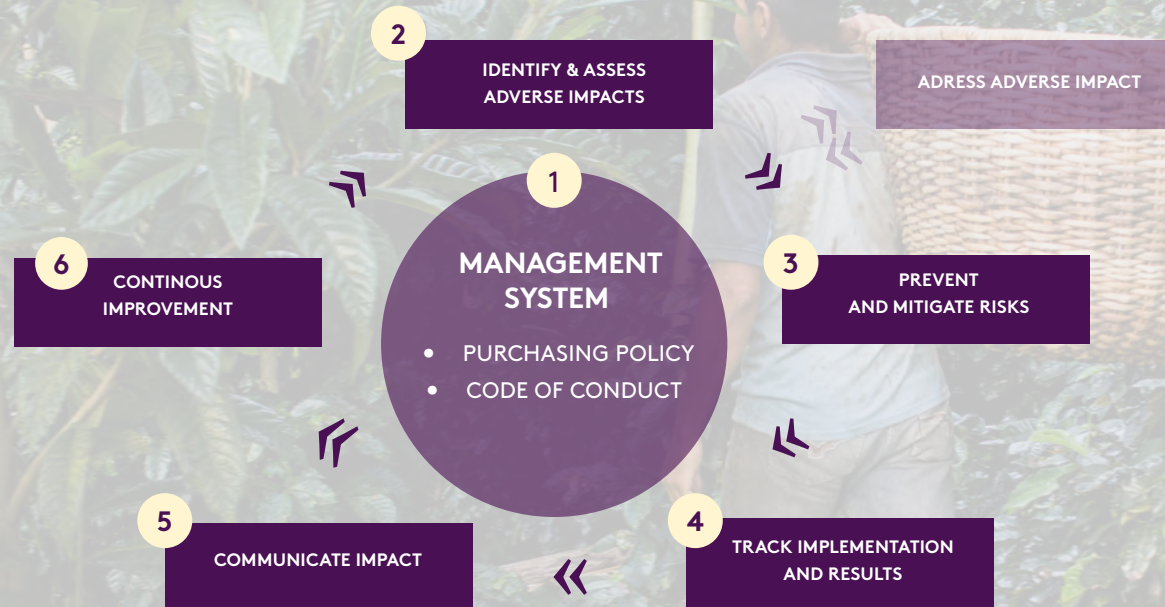 2
IDENTIFY & ASSESS
ADVERSE IMPACTS
ADRESS ADVERSE IMPACT
1
MANAGEMENT
SYSTEM
• PURCHASING POLICY
• CODE OF CONDUCT
3
PREVENT
AND MITIGATE RISKS
4
TRACK IMPLEMENTATION
AND RESULTS
5
COMMUNICATE IMPACT
6
CONTINOUS
IMPROVEMENT